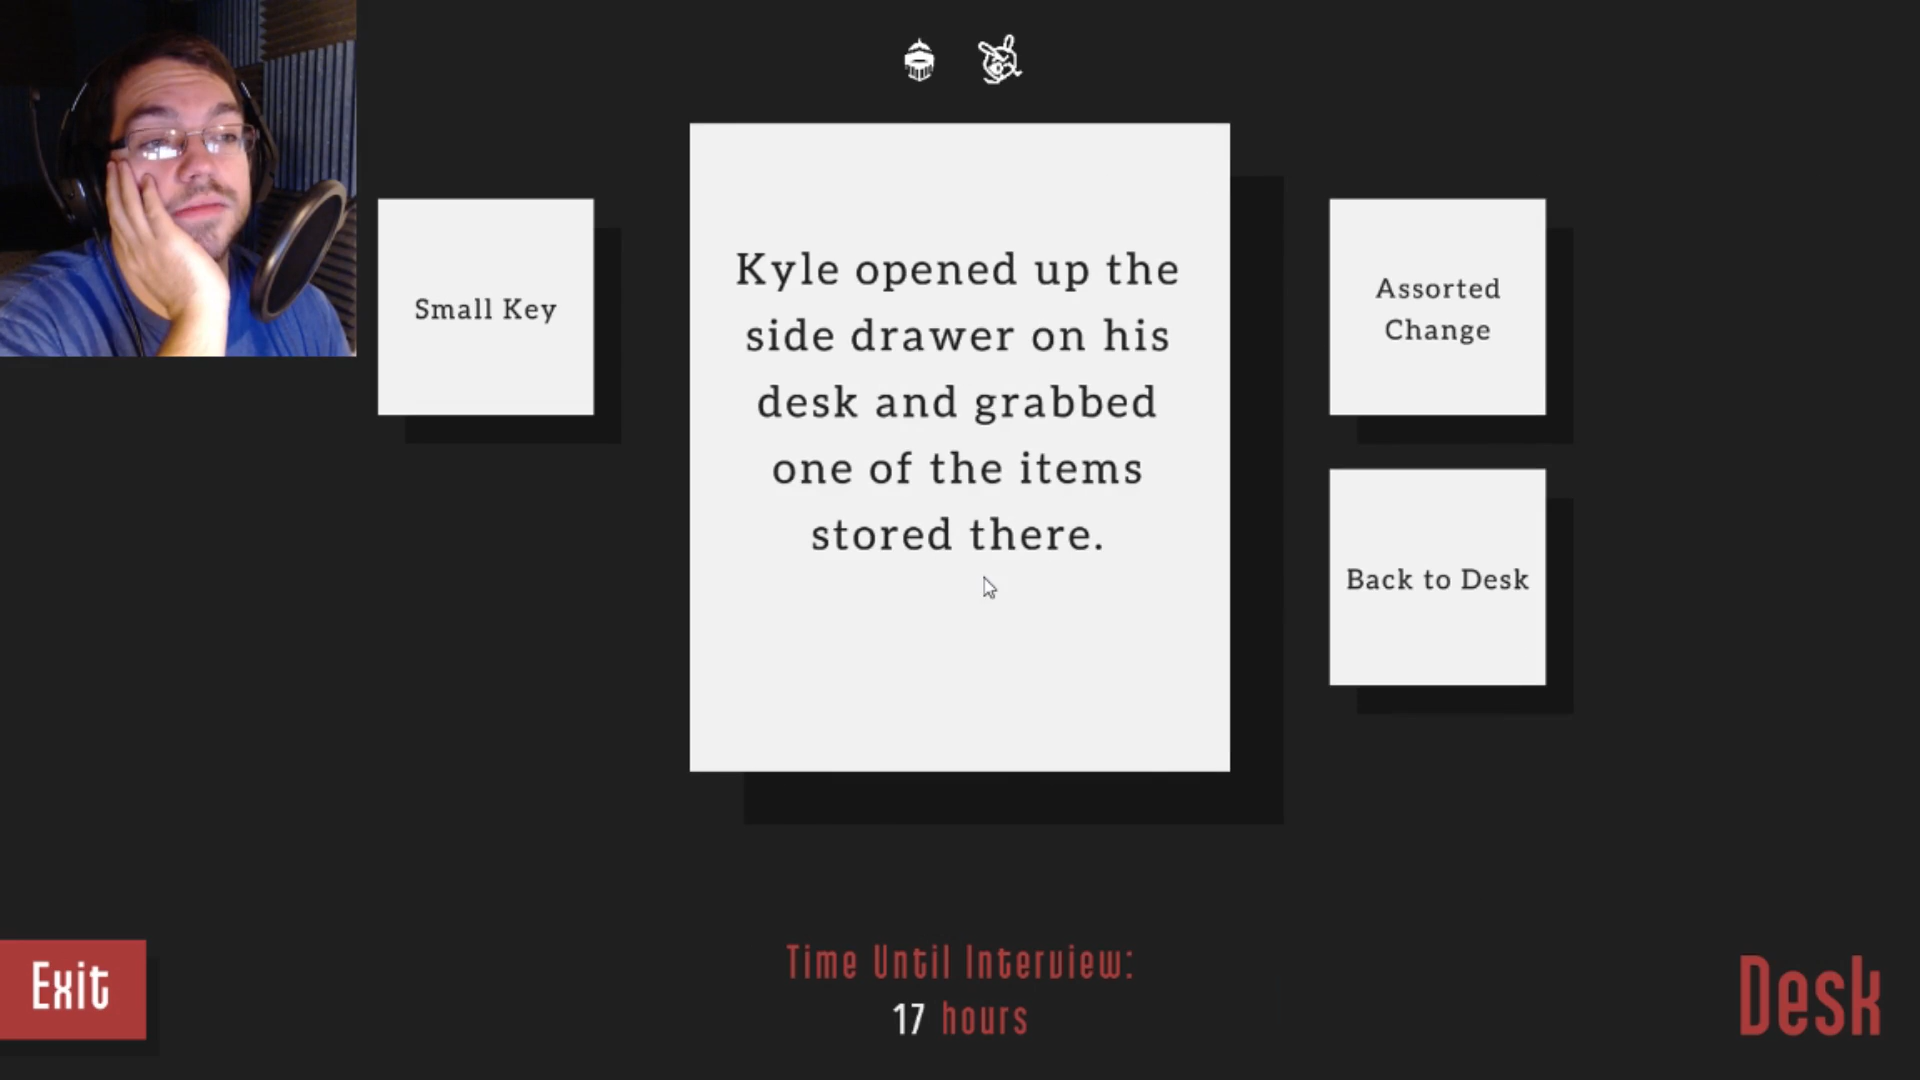 Small Key
Kyle opened up the
side drawer on his
desk and grabbed
one of the items
stored there.
Assorted
Change
Back to Desk
Exit
Time Until Interview:
17 hours
Desk